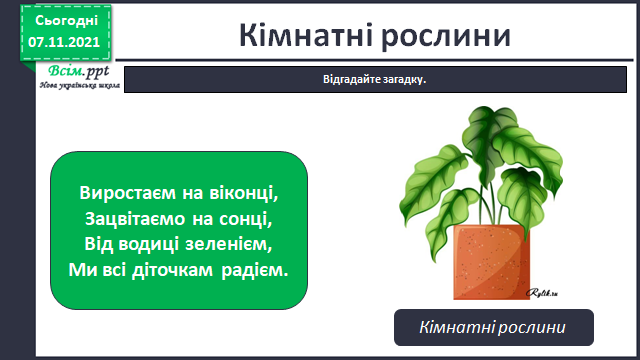 Сьогодні
07.11.2021
Кімнатні рослини
Всім.ppt
Нова українська школа
Відгадайте загадку.
Виростаєм на віконці,
Зацвітаємо на сонці,
Від водиці зеленієм,
Ми всі діточкам радієм.
Rylik.ru
Кімнатні рослини